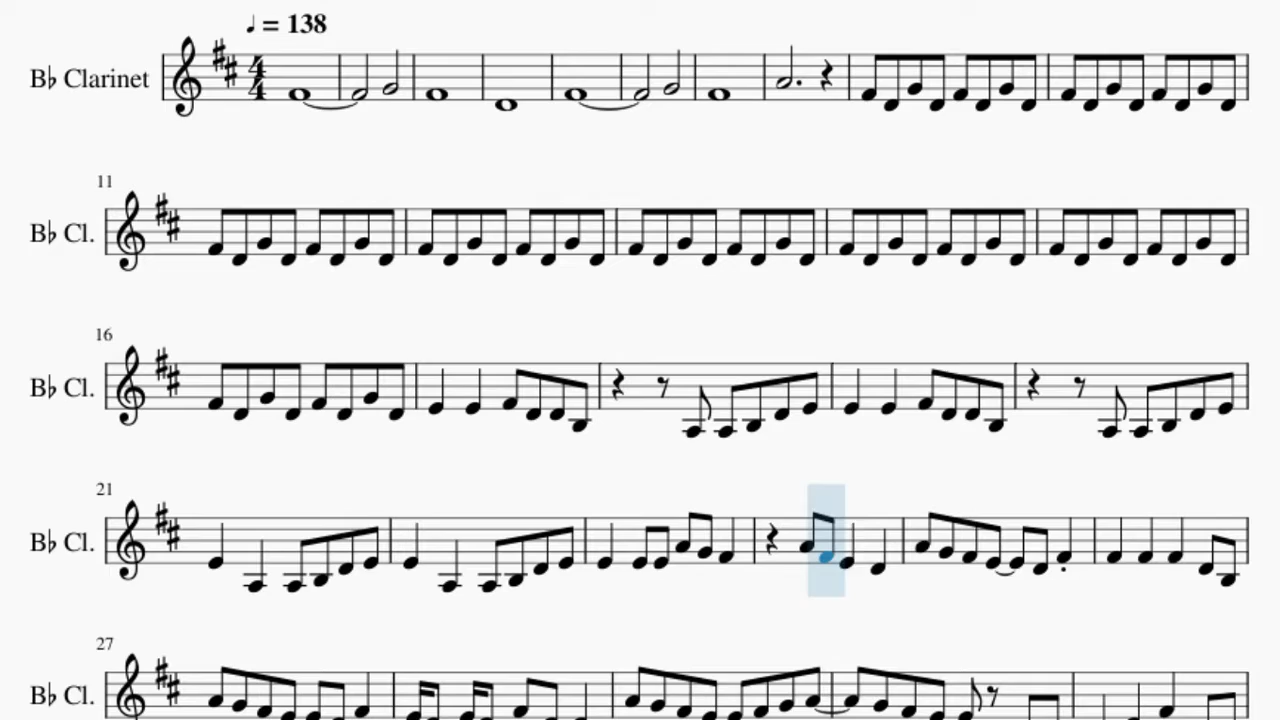 ♩ = 138
B♭ Clarinet
4
4
11
B♭ Cl.
16
B♭ Cl.
21
B♭ Cl.
27
B♭ Cl.